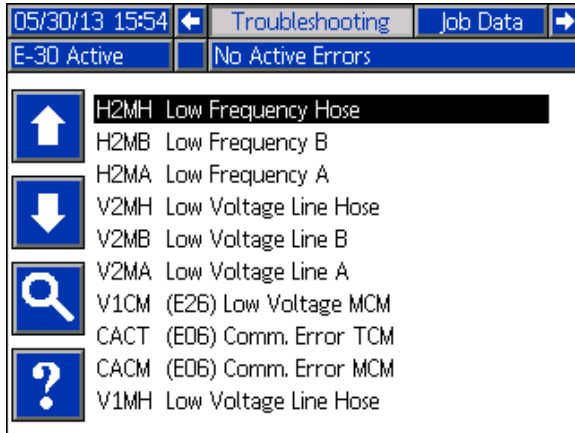 05/30/13 15:54 Troubleshooting Job Data
E-30 Active No Active Errors
H2MH Low Frequency Hose
H2MB Low Frequency B
H2MA Low Frequency A
V2MH Low Voltage Line Hose
V2MB Low Voltage Line B
V2MA Low Voltage Line A
V1CM (E26) Low Voltage MCM
CACT (E06) Comm. Error TCM
CACM (E06) Comm. Error MCM
V1MH Low Voltage Line Hose
?